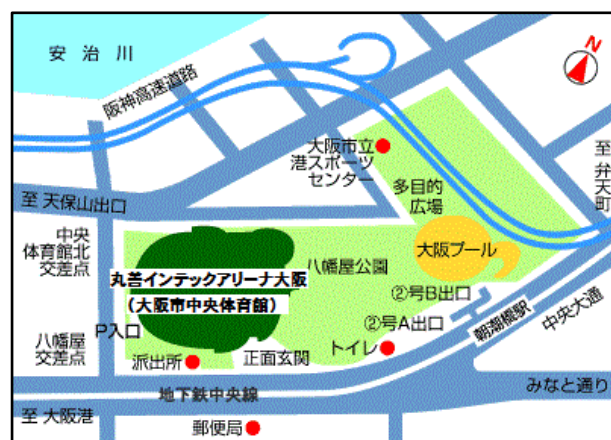 安治川
N
阪神高速道路
大阪市立
港スポーツ
センター
至弁天町
多目的
広場
至 天保山出口
中央
体育館北
交差点
大阪プール
八幡屋公園
丸善インテックアリーナ大阪
(大阪市中央体育館)
②号B出口
朝潮橋駅
中央大通
②号A出口
P入口
八幡屋
交差点
派出所
正面玄関
トイレ
地下鉄中央線
みなと通り
至 大阪港
郵便局